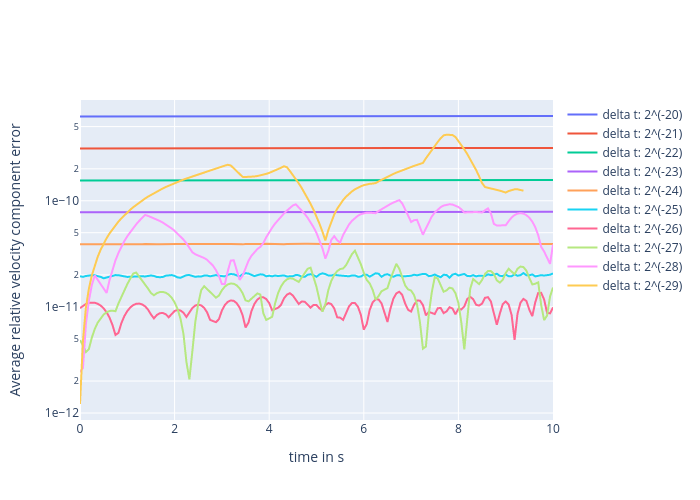 Average relative velocity component error
5
2
1e−10
5
2
1e−11
5
2
1e−12
0
2
4
6
8
10
time in s
delta t: 2^(-20)
delta t: 2^(-21)
delta t: 2^(-22)
delta t: 2^(-23)
delta t: 2^(-24)
delta t: 2^(-25)
delta t: 2^(-26)
delta t: 2^(-27)
delta t: 2^(-28)
delta t: 2^(-29)